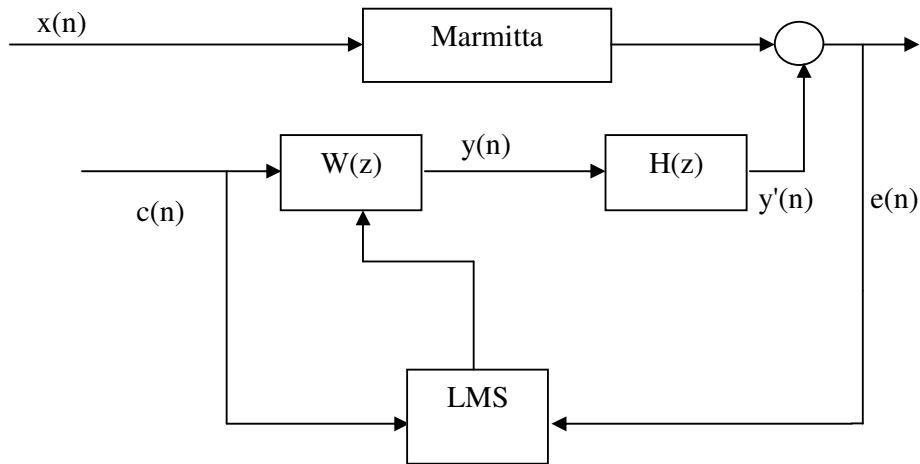 x(n)
Marmitta
W(z)
y(n)
H(z)
c(n)
y'(n)
e(n)
LMS